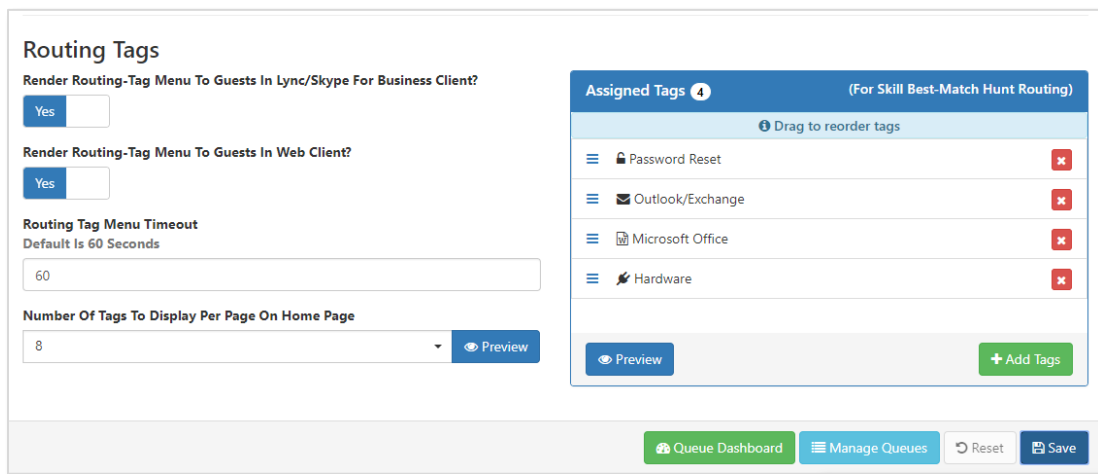 Routing Tags
Render Routing-Tag Menu To Guests In Lync/Skype For Business Client?
Yes
Render Routing-Tag Menu To Guests In Web Client?
Yes
Routing Tag Menu Timeout
Default Is 60 Seconds
60
Number Of Tags To Display Per Page On Home Page
8
Preview
Assigned Tags 4 (For Skill Best-Match Hunt Routing)
Drag to reorder tags
Password Reset
Outlook/Exchange
Microsoft Office
Hardware
Preview
Add Tags
Queue Dashboard Manage Queues Reset Save